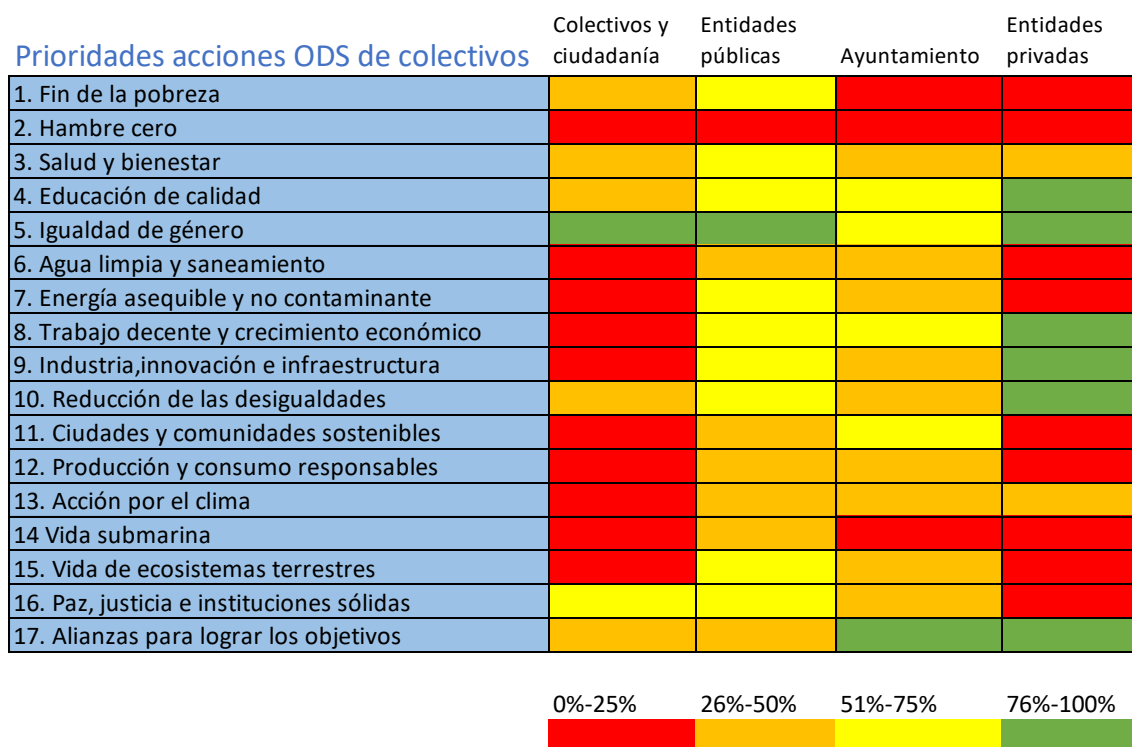 Prioridades acciones ODS de colectivos
Colectivos y ciudadanía
Entidades públicas
Ayuntamiento
Entidades privadas
1. Fin de la pobreza
2. Hambre cero
3. Salud y bienestar
4. Educación de calidad
5. Igualdad de género
6. Agua limpia y saneamiento
7. Energía asequible y no contaminante
8. Trabajo decente y crecimiento económico
9. Industria,innovación e infraestructura
10. Reducción de las desigualdades
11. Ciudades y comunidades sostenibles
12. Producción y consumo responsables
13. Acción por el clima
14 Vida submarina
15. Vida de ecosistemas terrestres
16. Paz, justicia e instituciones sólidas
17. Alianzas para lograr los objetivos
0%-25% 26%-50% 51%-75% 76%-100%